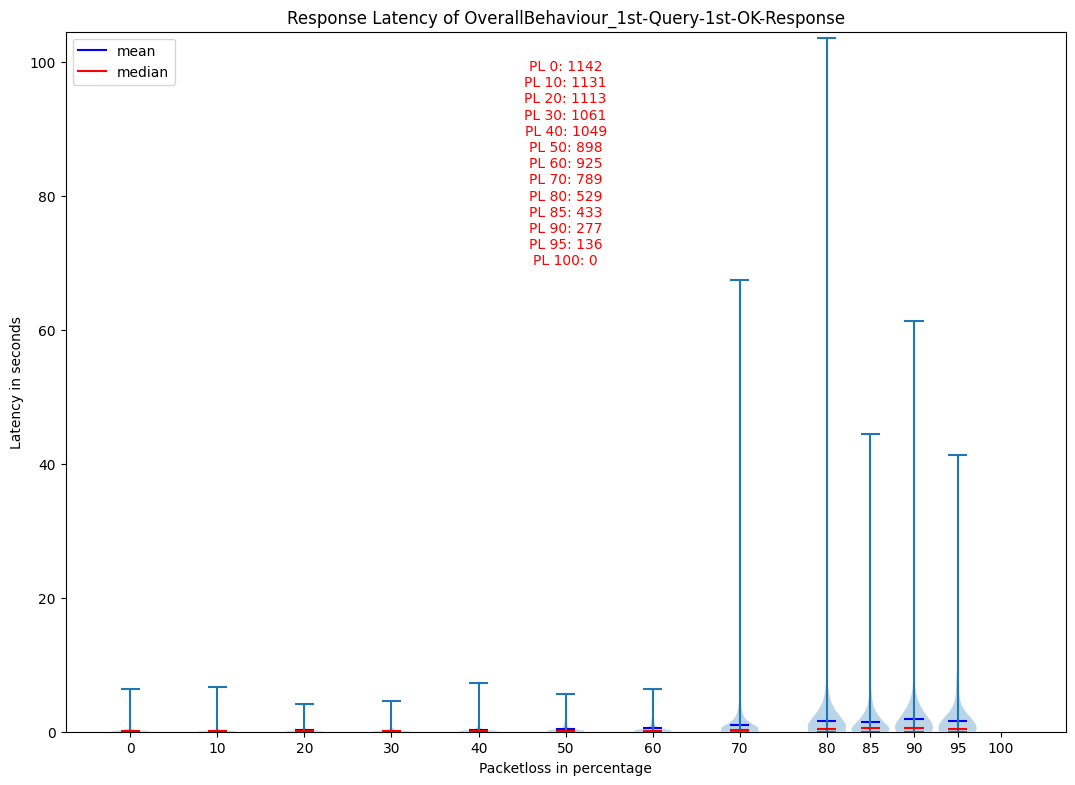 Response Latency of OverallBehaviour_1st-Query-1st-OK-Response
mean
median
PL 0: 1142
PL 10: 1131
PL 20: 1113
PL 30: 1061
PL 40: 1049
PL 50: 898
PL 60: 925
PL 70: 789
PL 80: 529
PL 85: 433
PL 90: 277
PL 95: 136
PL 100: 0
100
80
60
40
20
0
Latency in seconds
0 10 20 30 40 50 60 70 80 85 90 95 100
Packetloss in percentage